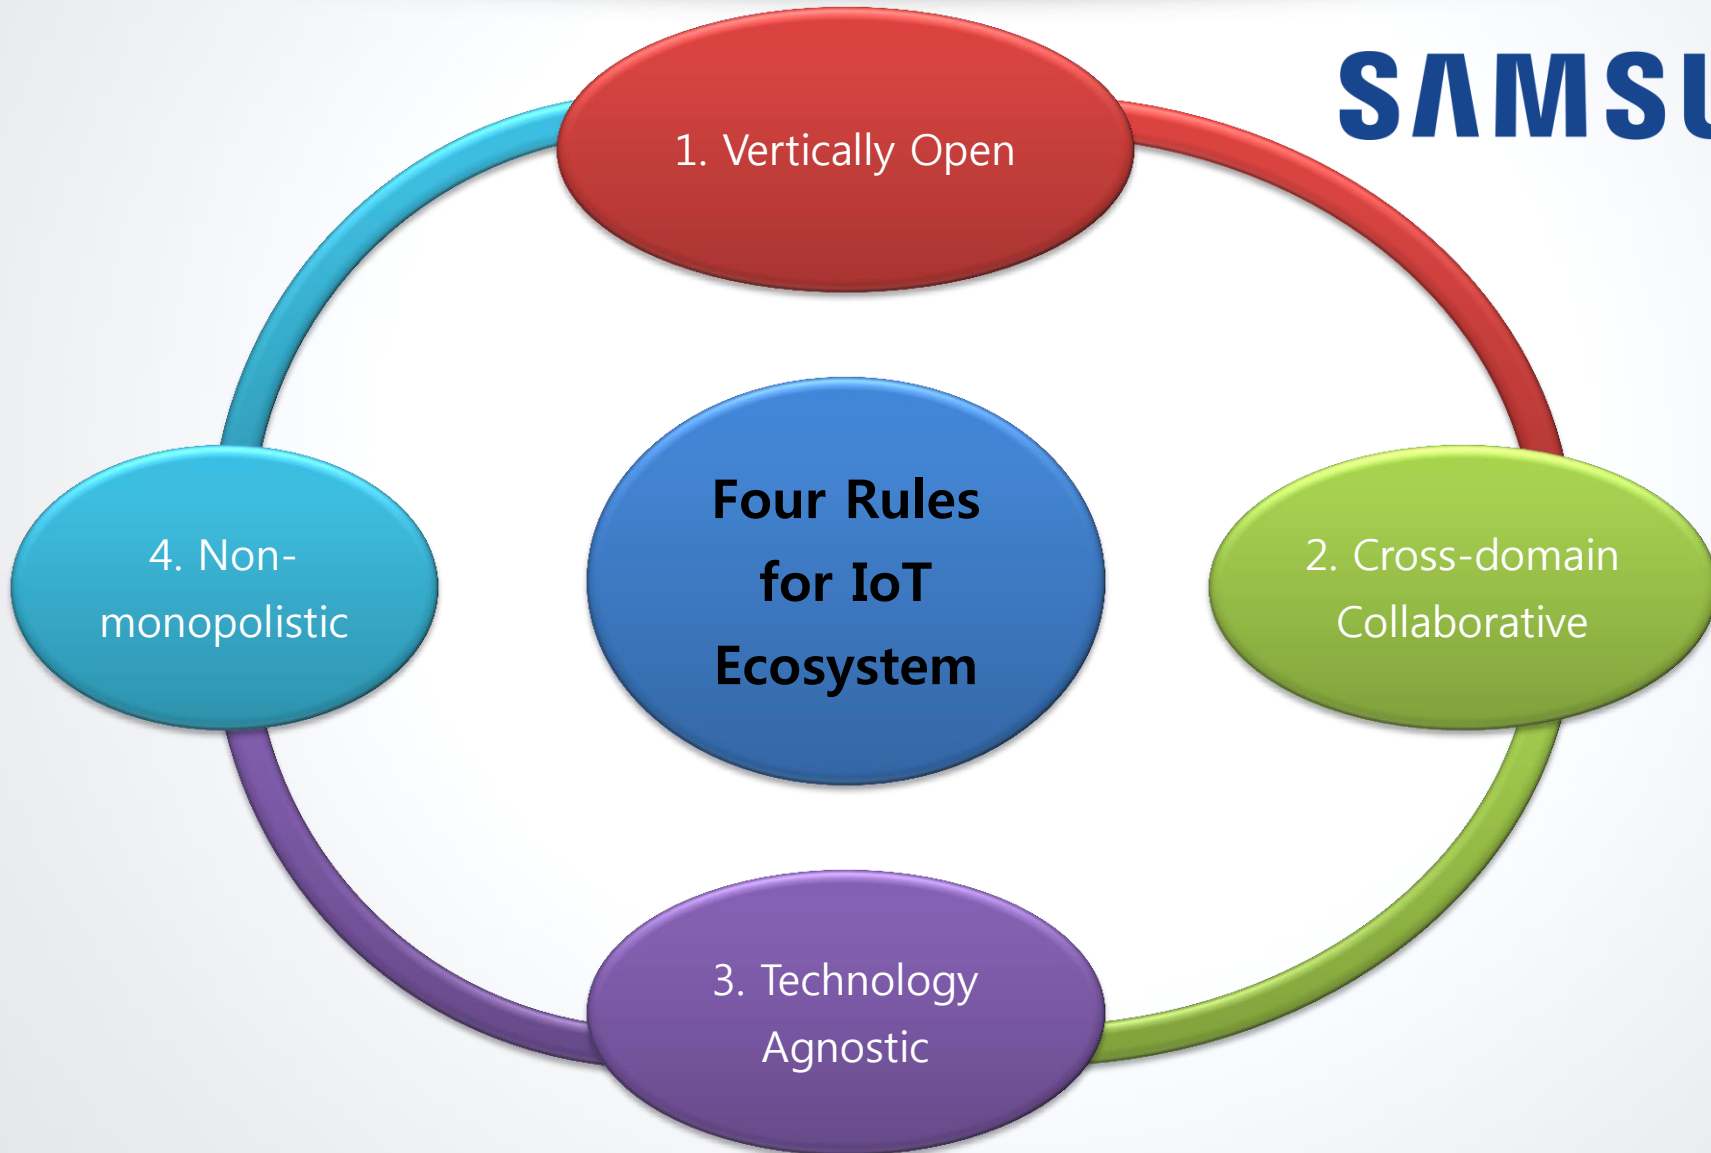 SAMSU
1. Vertically Open
Four Rules
for IoT
Ecosystem
4. Non-
monopolistic
2. Cross-domain
Collaborative
3. Technology
Agnostic